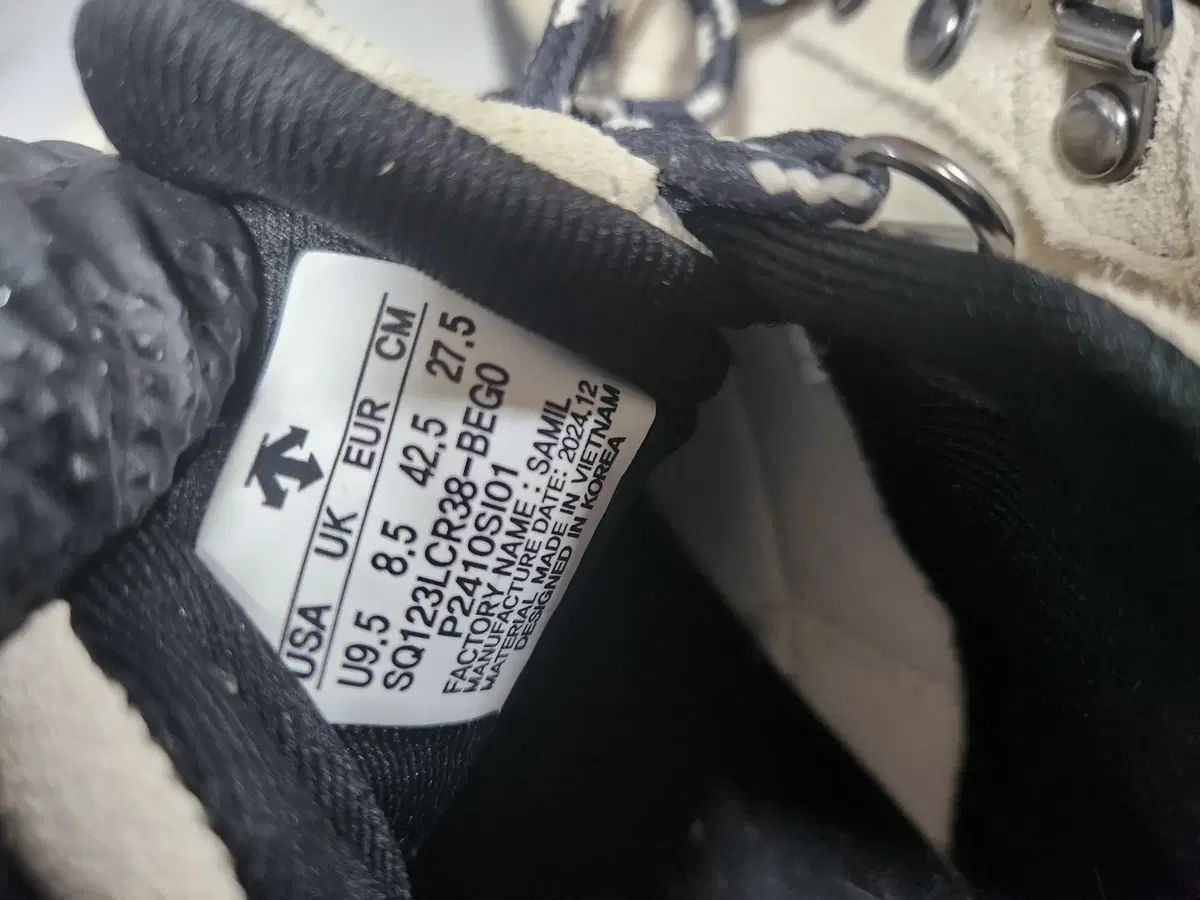 USA UK EUR CM
U9.5 8.5 42.5 27.5
SQ123LCR38-BEG0
P2410SI01
FACTORY NAME : SAMIL
MANUFACTURE DATE: 2024.12
MATERIAL MADE IN VIETNAM
DESIGNED IN KOREA